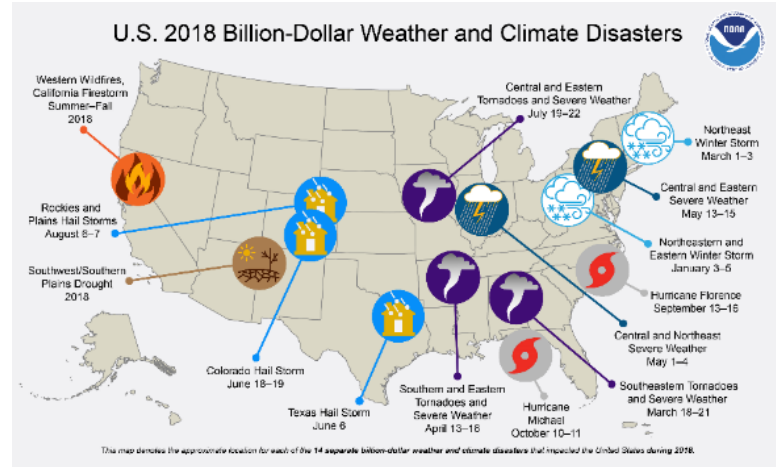 U.S. 2018 Billion-Dollar Weather and Climate Disasters
NOAA
Western Wildfires,
California Firestorm
Summer–Fall
2018
Central and Eastern
Tornadoes and Severe Weather
July 19–22
Northeast
Winter Storm
March 1–3
Rockies and
Plains Hail Storms
August 6–7
Central and Eastern
Severe Weather
May 13–15
Northeastern and
Eastern Winter Storm
January 3–5
Southwest/Southern
Plains Drought
2018
Hurricane Florence
September 13–16
Central and Northeast
Severe Weather
May 1–4
Colorado Hail Storm
June 18–19
Texas Hail Storm
June 6
Southern and Eastern
Tornadoes and
Severe Weather
April 13–16
Hurricane
Michael
October 10–11
Southeastern Tornadoes
and Severe Weather
March 18–21
This map denotes the approximate location for each of the 14 separate billion-dollar weather and climate disasters that impacted the United States during 2018.